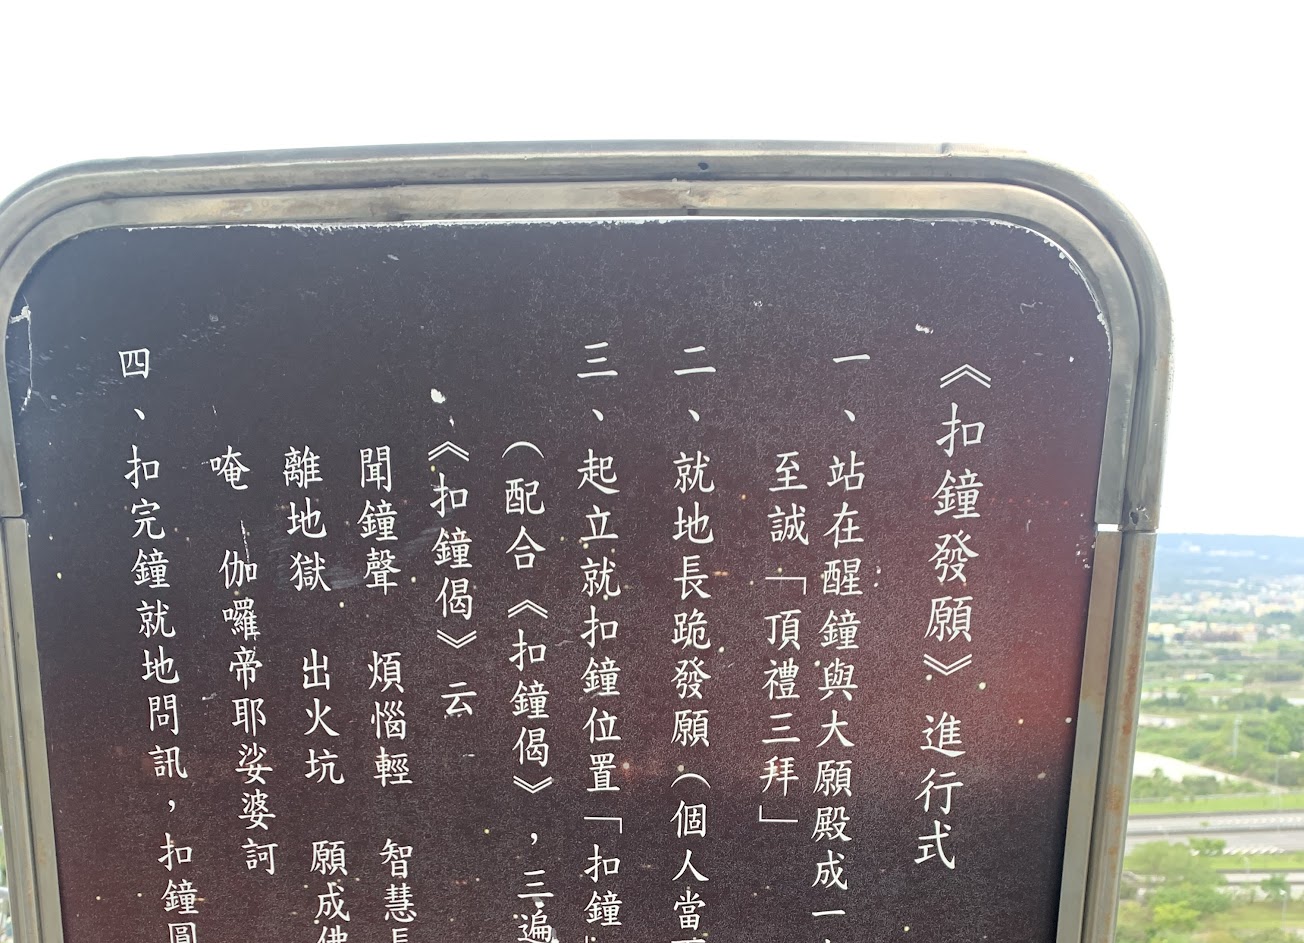 《扣鐘發願》進行式
一、站在醒鐘與大願殿成一
至誠「頂禮三拜」
二、就地長跪發願（個人當
三、起立就扣鐘位置「扣鐘
（配合《扣鐘偈》，三遍
《扣鐘偈》云
聞鐘聲 煩惱輕 智慧長
離地獄 出火坑 願成佛
唵 伽囉帝耶娑婆訶
四、扣完鐘就地問訊，扣鐘圓